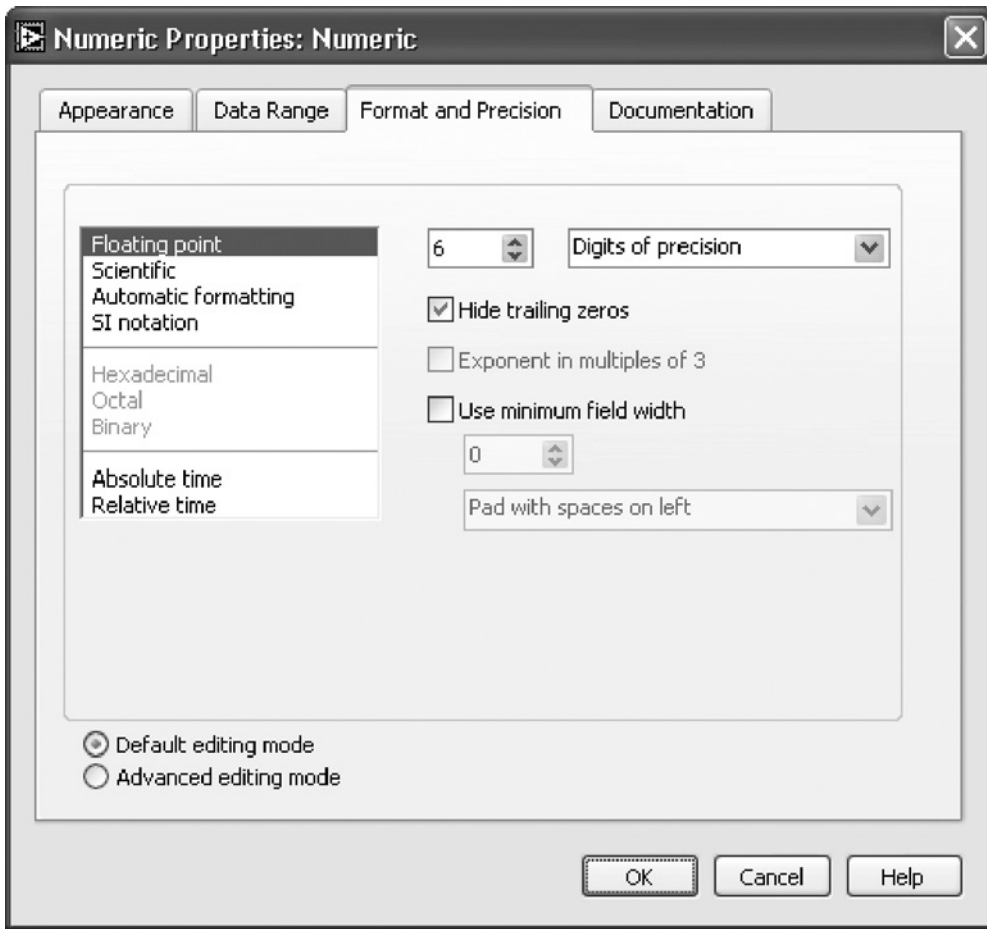 Numeric Properties: Numeric
Appearance
Data Range
Format and Precision
Documentation
Floating point
Scientific
Automatic formatting
SI notation
Hexadecimal
Octal
Binary
Absolute time
Relative time
6
Digits of precision
Hide trailing zeros
Exponent in multiples of 3
Use minimum field width
0
Pad with spaces on left
Default editing mode
Advanced editing mode
OK
Cancel
Help